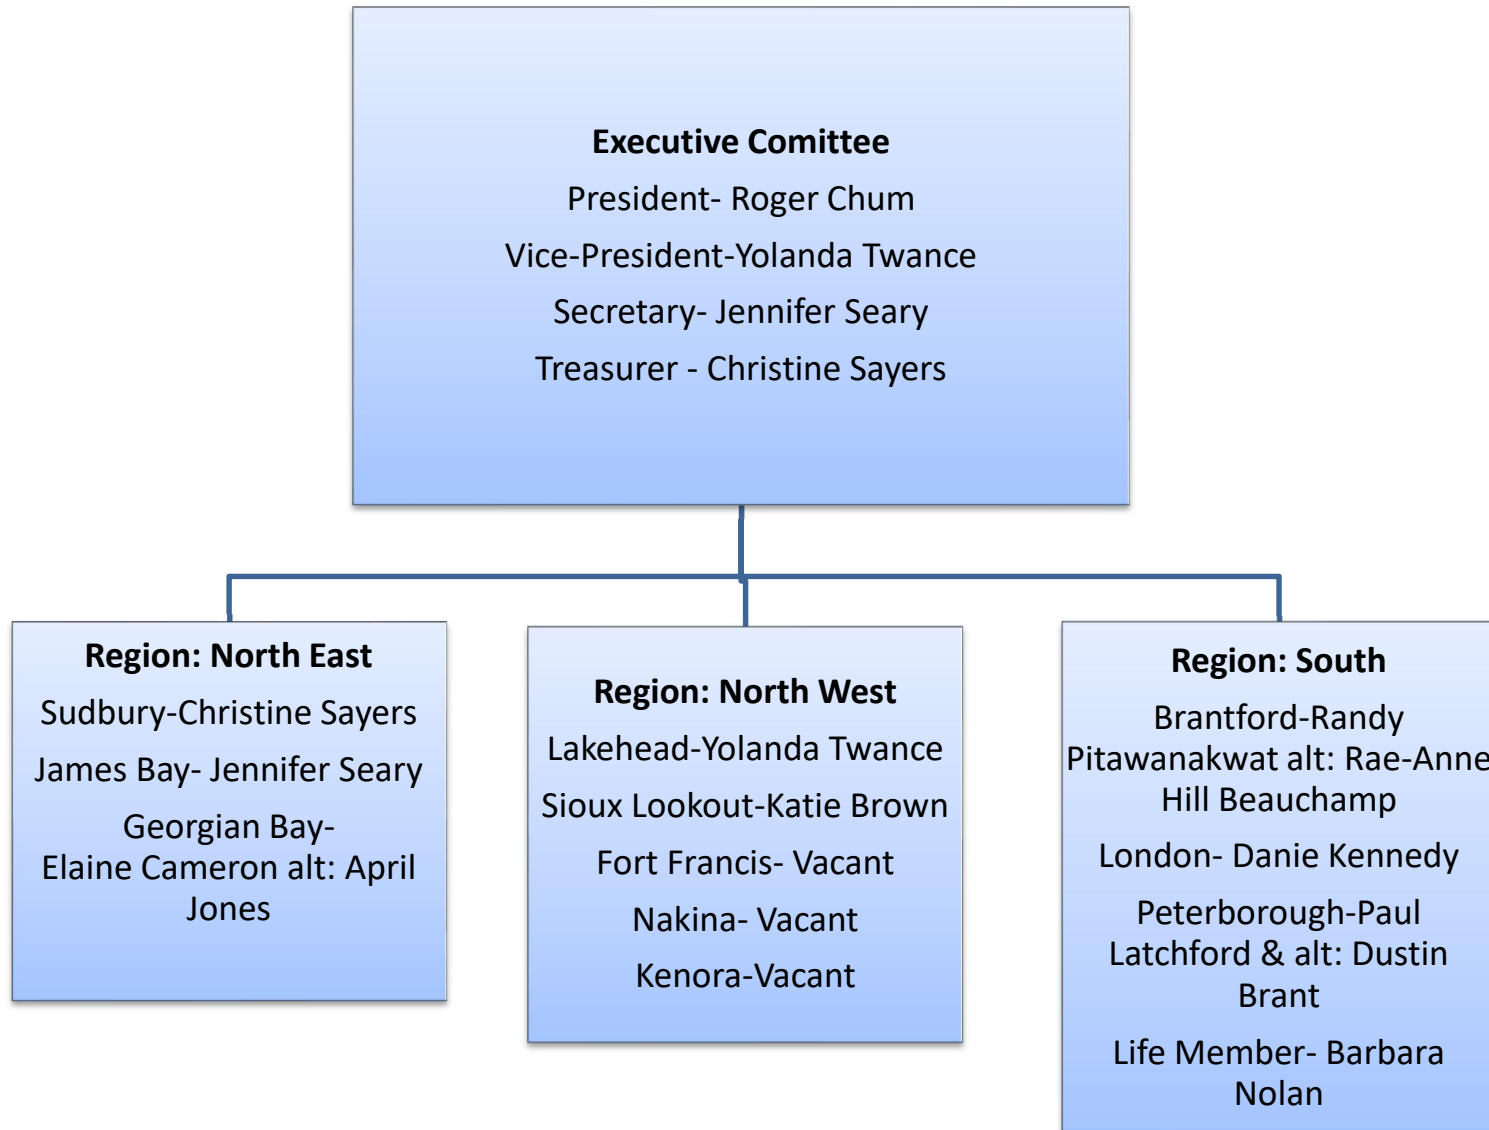 Executive Comittee
President- Roger Chum
Vice-President-Yolanda Twance
Secretary- Jennifer Seary
Treasurer - Christine Sayers
Region: North East
Sudbury-Christine Sayers
James Bay- Jennifer Seary
Georgian Bay-
Elaine Cameron alt: April
Jones
Region: North West
Lakehead-Yolanda Twance
Sioux Lookout-Katie Brown
Fort Francis- Vacant
Nakina- Vacant
Kenora-Vacant
Region: South
Brantford-Randy
Pitawanakwat alt: Rae-Anne
Hill Beauchamp
London- Danie Kennedy
Peterborough-Paul
Latchford & alt: Dustin
Brant
Life Member- Barbara
Nolan